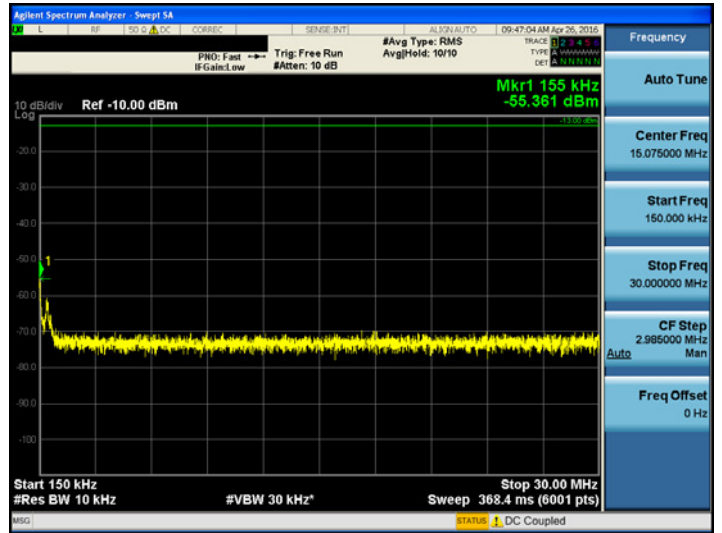 Agilent Spectrum Analyzer - Swept SA
L RF 50 Ω DC CORREC SENSE:INT ALIGNAUTO 09:47:04 AM Apr 26, 2016
#Avg Type: RMS TRACE 1 2 3 4 5 6
PNO: Fast Trig: Free Run Avg|Hold: 10/10 TYPE A WWWWW
IFGain:Low #Atten: 10 dB DET A N N N N N
Mkr1 155 kHz
10 dB/div Ref -10.00 dBm -55.361 dBm
Log
-13.00 dBm
-20.0
-30.0
-40.0
-50.0
1
-60.0
-70.0
-80.0
-90.0
-100
Start 150 kHz Stop 30.00 MHz
#Res BW 10 kHz #VBW 30 kHz* Sweep 368.4 ms (6001 pts)
MSG STATUS DC Coupled
Frequency
Auto Tune
Center Freq
15.075000 MHz
Start Freq
150.000 kHz
Stop Freq
30.000000 MHz
CF Step
2.985000 MHz
Auto Man
Freq Offset
0 Hz